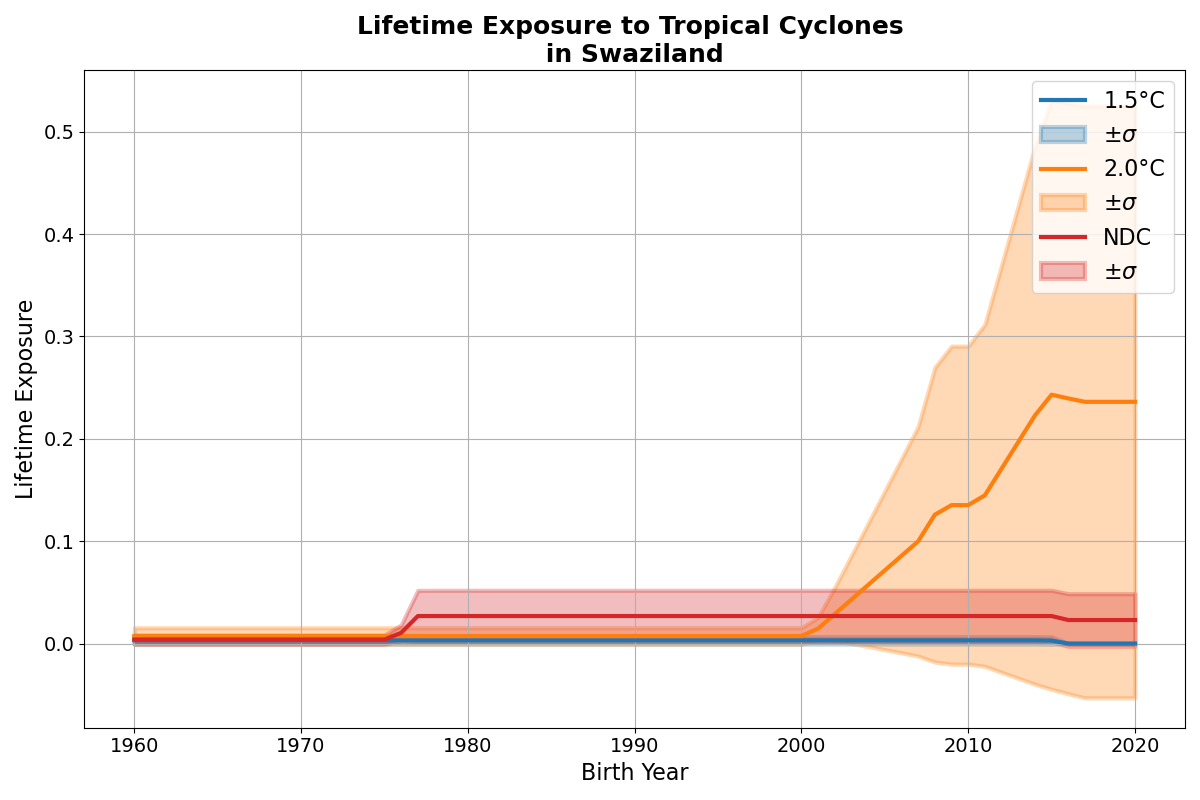 Lifetime Exposure to Tropical Cyclones
in Swaziland
1.5°C
±σ
2.0°C
±σ
NDC
±σ
Lifetime Exposure
0.5
0.4
0.3
0.2
0.1
0.0
1960
1970
1980
1990
2000
2010
2020
Birth Year